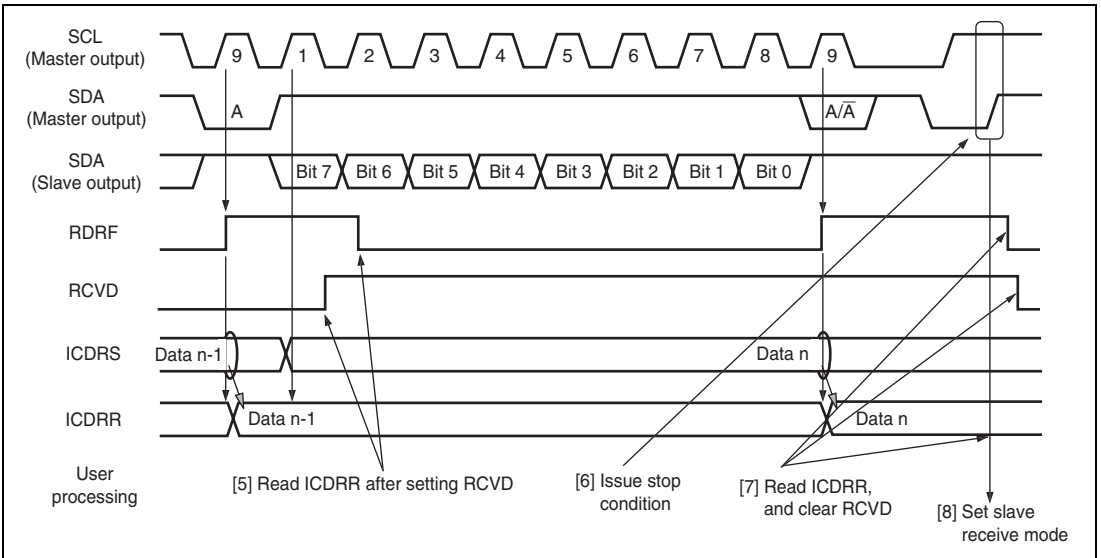 SCL
(Master output)
9 1 2 3 4 5 6 7 8 9
SDA
(Master output)
A A/A̅
SDA
(Slave output)
Bit 7 Bit 6 Bit 5 Bit 4 Bit 3 Bit 2 Bit 1 Bit 0
RDRF
RCVD
ICDRS
Data n-1 Data n
ICDRR
Data n-1 Data n
User
processing
[5] Read ICDRR after setting RCVD
[6] Issue stop
condition
[7] Read ICDRR,
and clear RCVD
[8] Set slave
receive mode